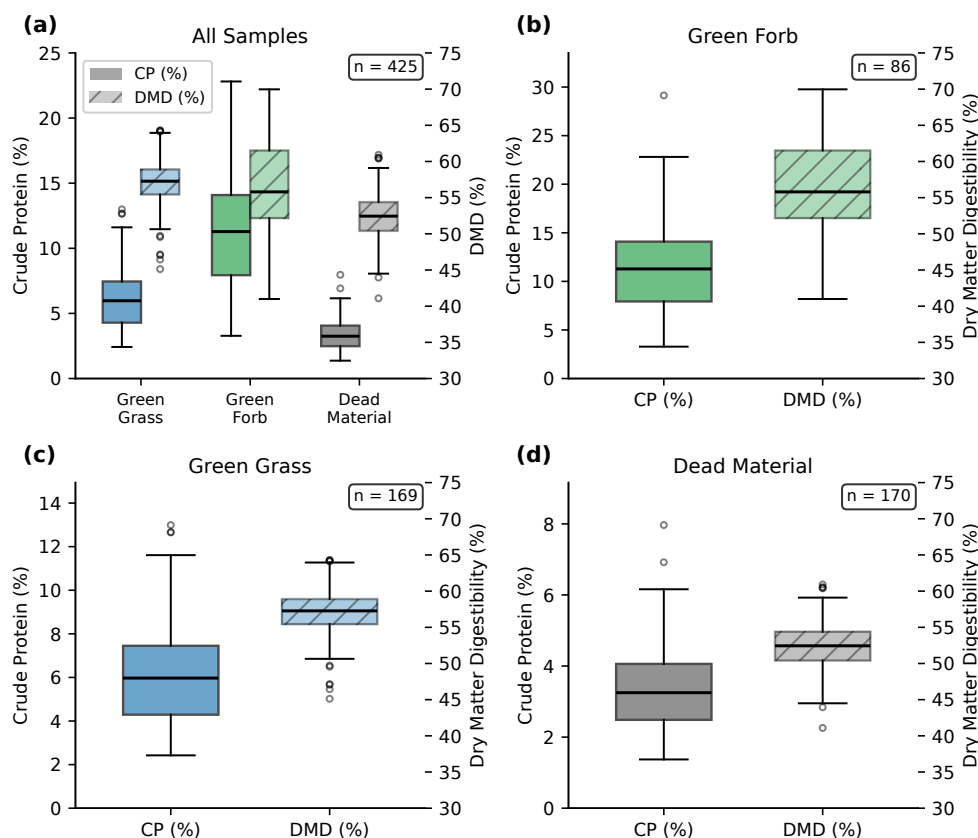 (a)
All Samples
n = 425
CP (%)
DMD (%)
Crude Protein (%)
25
20
15
10
5
0
DMD (%)
75
70
65
60
55
50
45
40
35
30
Green
Grass
Green
Forb
Dead
Material
(b)
Green Forb
n = 86
Crude Protein (%)
30
25
20
15
10
5
0
Dry Matter Digestibility (%)
75
70
65
60
55
50
45
40
35
30
CP (%)
DMD (%)
(c)
Green Grass
n = 169
Crude Protein (%)
14
12
10
8
6
4
2
0
Dry Matter Digestibility (%)
75
70
65
60
55
50
45
40
35
30
CP (%)
DMD (%)
(d)
Dead Material
n = 170
Crude Protein (%)
8
6
4
2
0
Dry Matter Digestibility (%)
75
70
65
60
55
50
45
40
35
30
CP (%)
DMD (%)